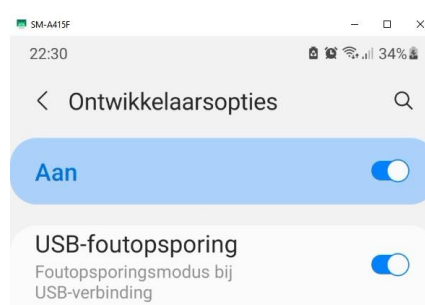 SM-A415F
22:30 34%
Ontwikkelaarsopties
Aan
USB-foutopsporing
Foutopsporingsmodus bij
USB-verbinding